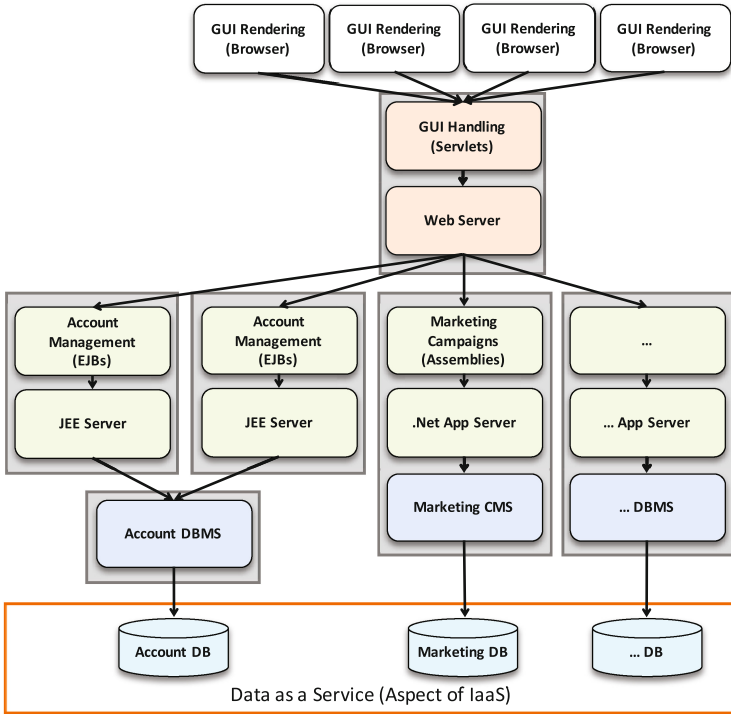 GUI Rendering
(Browser)
GUI Rendering
(Browser)
GUI Rendering
(Browser)
GUI Rendering
(Browser)
GUI Handling
(Servlets)
Web Server
Account
Management
(EJBs)
Account
Management
(EJBs)
Marketing
Campaigns
(Assemblies)
...
JEE Server
JEE Server
.Net App Server
... App Server
Account DBMS
Marketing CMS
... DBMS
Account DB
Marketing DB
... DB
Data as a Service (Aspect of IaaS)